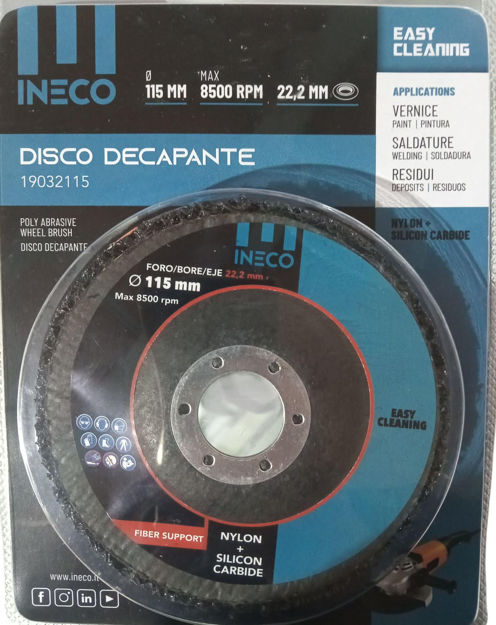 INECO
Ø
115 MM
MAX
8500 RPM
22,2 MM
EASY
CLEANING
APPLICATIONS
VERNICE
PAINT | PINTURA
SALDATURE
WELDING | SOLDADURA
RESIDUI
DEPOSITS | RESIDUOS
NYLON +
SILICON CARBIDE
DISCO DECAPANTE
19032115
POLY ABRASIVE
WHEEL BRUSH
DISCO DECAPANTE
INECO
FORO/BORE/EJE 22,2 mm
Ø 115 mm
Max 8500 rpm
EASY
CLEANING
FIBER SUPPORT
NYLON
+
SILICON
CARBIDE
www.ineco.it